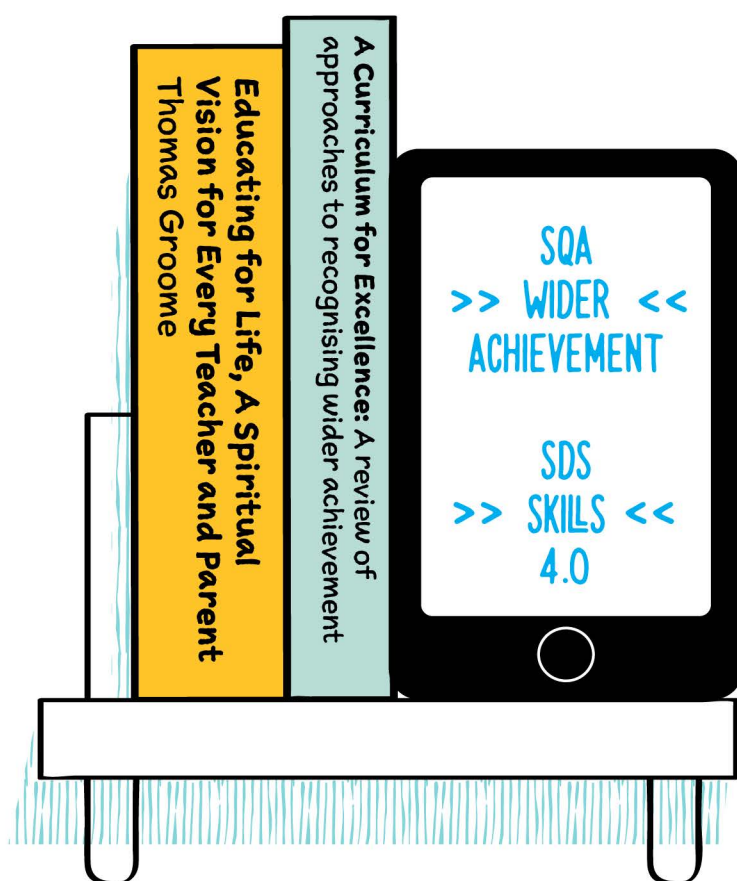 Educating for Life, A Spiritual
Vision for Every Teacher and Parent
Thomas Groome
A Curriculum for Excellence: A review of
approaches to recognising wider achievement
SQA
>> WIDER <<
ACHIEVEMENT
SDS
>> SKILLS <<
4.0